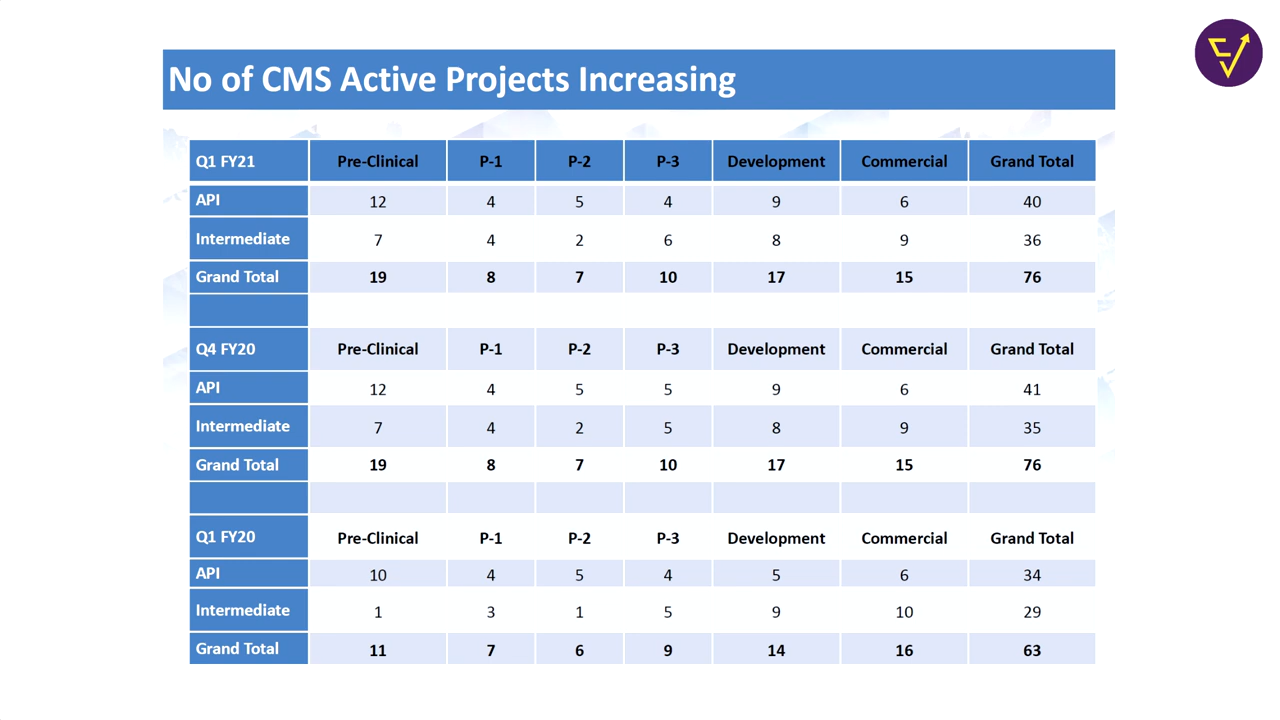 No of CMS Active Projects Increasing
Q1 FY21 Pre-Clinical P-1 P-2 P-3 Development Commercial Grand Total
API 12 4 5 4 9 6 40
Intermediate 7 4 2 6 8 9 36
Grand Total 19 8 7 10 17 15 76
Q4 FY20 Pre-Clinical P-1 P-2 P-3 Development Commercial Grand Total
API 12 4 5 5 9 6 41
Intermediate 7 4 2 5 8 9 35
Grand Total 19 8 7 10 17 15 76
Q1 FY20 Pre-Clinical P-1 P-2 P-3 Development Commercial Grand Total
API 10 4 5 4 5 6 34
Intermediate 1 3 1 5 9 10 29
Grand Total 11 7 6 9 14 16 63